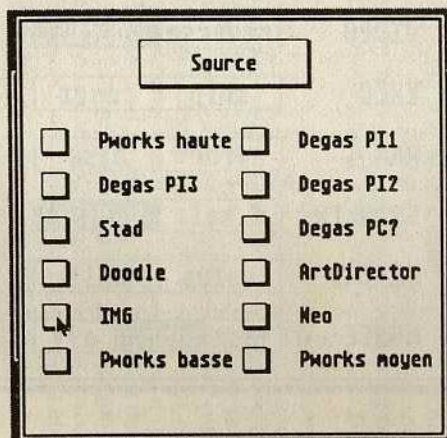 Source
Pworks haute Degas PI1
Degas PI3 Degas PI2
Stad Degas PC?
Doodle ArtDirector
IMG Neo
Pworks basse Pworks moyen